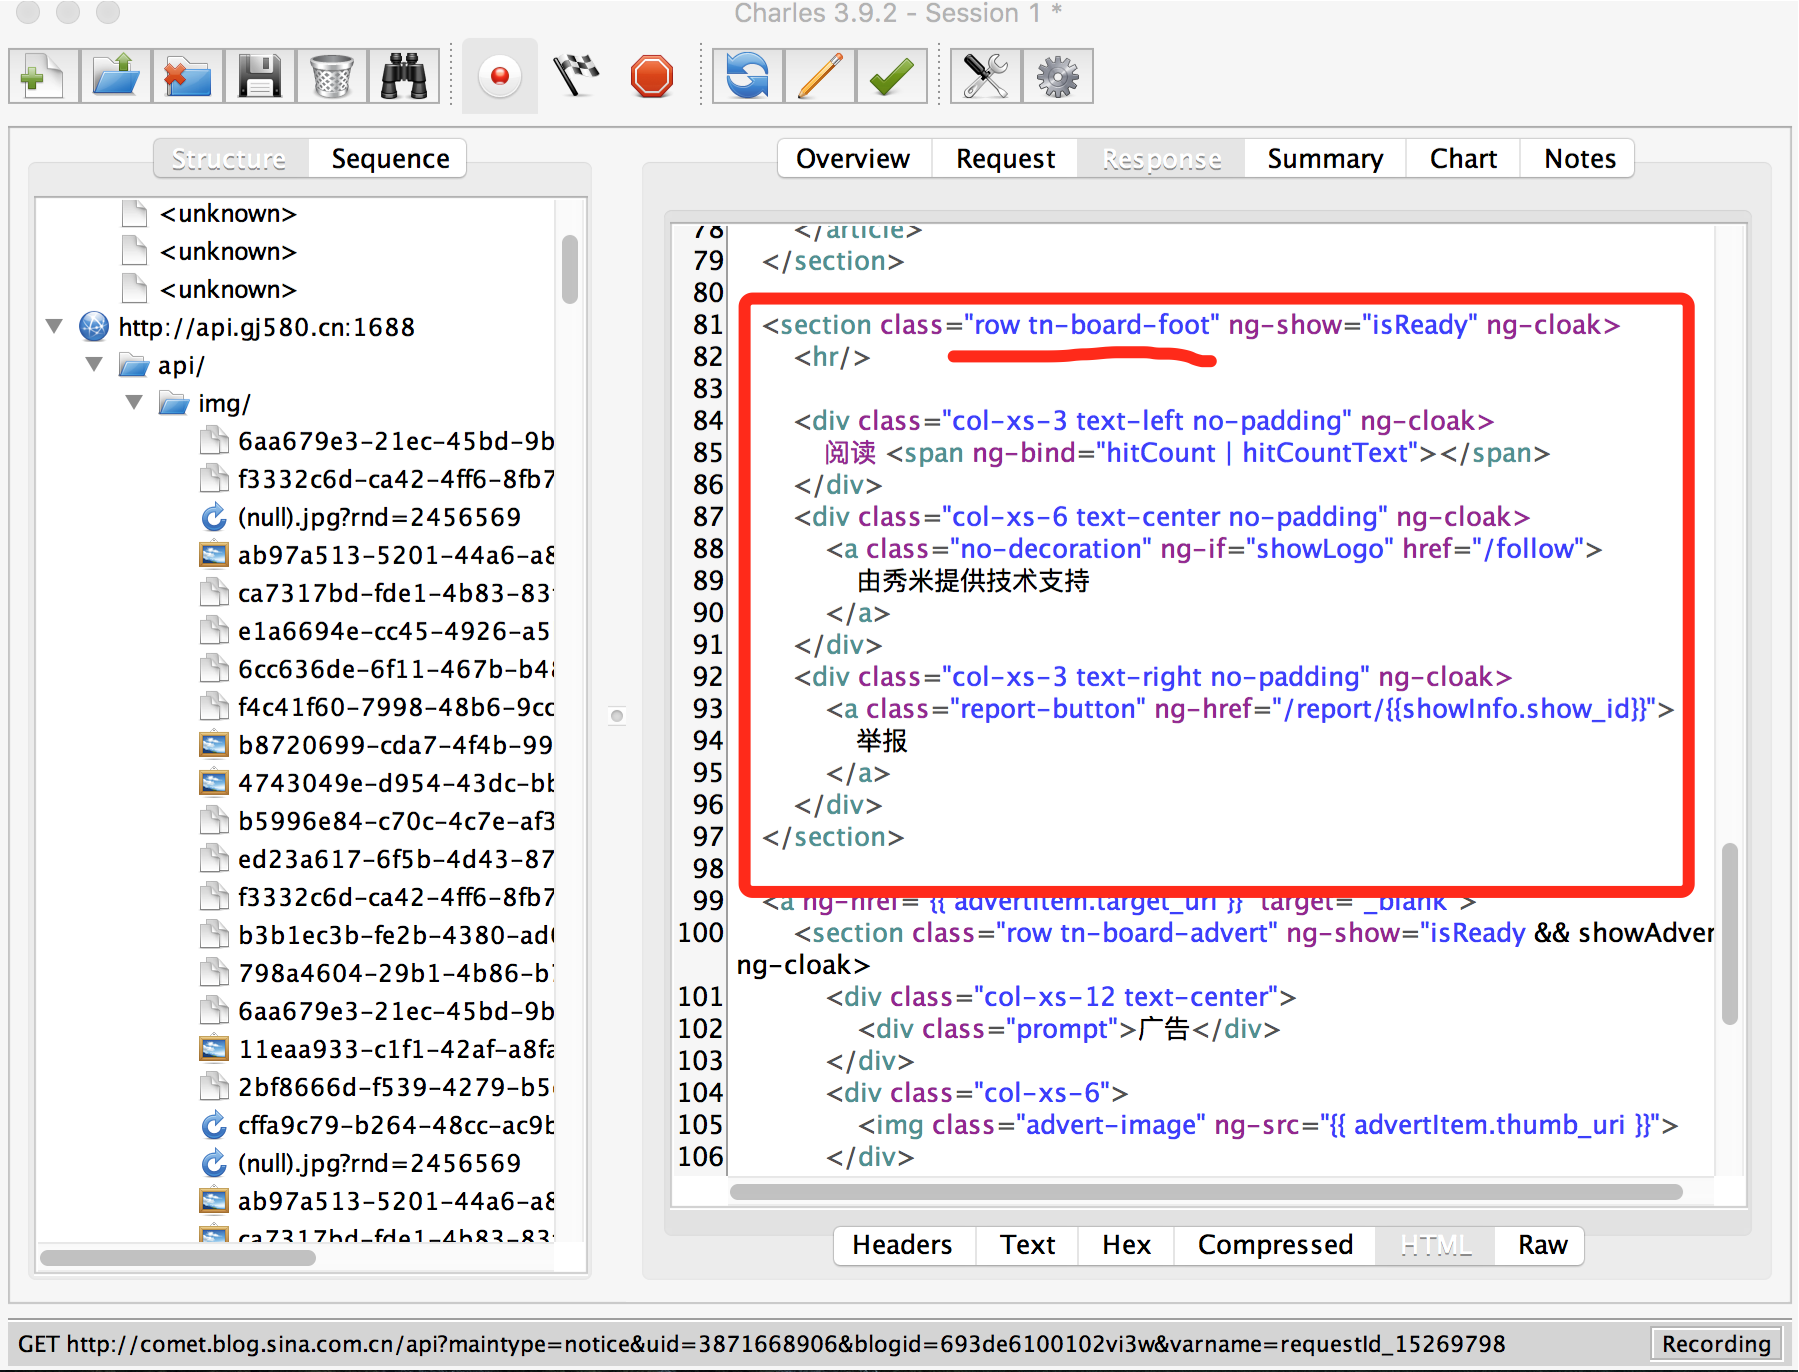 Charles 3.9.2 - Session 1 *
Structure
Sequence
<unknown>
<unknown>
<unknown>
http://api.gj580.cn:1688
api/
img/
6aa679e3-21ec-45bd-9b
f3332c6d-ca42-4ff6-8fb7
(null).jpg?rnd=2456569
ab97a513-5201-44a6-a8
ca7317bd-fde1-4b83-83
e1a6694e-cc45-4926-a5
6cc636de-6f11-467b-b48
f4c41f60-7998-48b6-9cc
b8720699-cda7-4f4b-99
4743049e-d954-43dc-bb
b5996e84-c70c-4c7e-af3
ed23a617-6f5b-4d43-87
f3332c6d-ca42-4ff6-8fb7
b3b1ec3b-fe2b-4380-ad6
798a4604-29b1-4b86-b7
6aa679e3-21ec-45bd-9b
11eaa933-c1f1-42af-a8fa
2bf8666d-f539-4279-b5
cffa9c79-b264-48cc-ac9b
(null).jpg?rnd=2456569
ab97a513-5201-44a6-a8
ca7317bd-fde1-4b83-83
Overview
Request
Response
Summary
Chart
Notes
78 </article>
79 </section>
80
81 <section class="row tn-board-foot" ng-show="isReady" ng-cloak>
82 <hr/>
83
84 <div class="col-xs-3 text-left no-padding" ng-cloak>
85 阅读 <span ng-bind="hitCount | hitCountText"></span>
86 </div>
87 <div class="col-xs-6 text-center no-padding" ng-cloak>
88 <a class="no-decoration" ng-if="showLogo" href="/follow">
89 由秀米提供技术支持
90 </a>
91 </div>
92 <div class="col-xs-3 text-right no-padding" ng-cloak>
93 <a class="report-button" ng-href="/report/{{showInfo.show_id}}">
94 举报
95 </a>
96 </div>
97 </section>
98
99 <a ng-href="{{ advertItem.target_uri }}" target="_blank">
100 <section class="row tn-board-advert" ng-show="isReady && showAdver
ng-cloak>
101 <div class="col-xs-12 text-center">
102 <div class="prompt">广告</div>
103 </div>
104 <div class="col-xs-6">
105 <img class="advert-image" ng-src="{{ advertItem.thumb_uri }}">
106 </div>
Headers
Text
Hex
Compressed
HTML
Raw
GET http://comet.blog.sina.com.cn/api?maintype=notice&uid=3871668906&blogid=693de6100102vi3w&varname=requestId_15269798
Recording